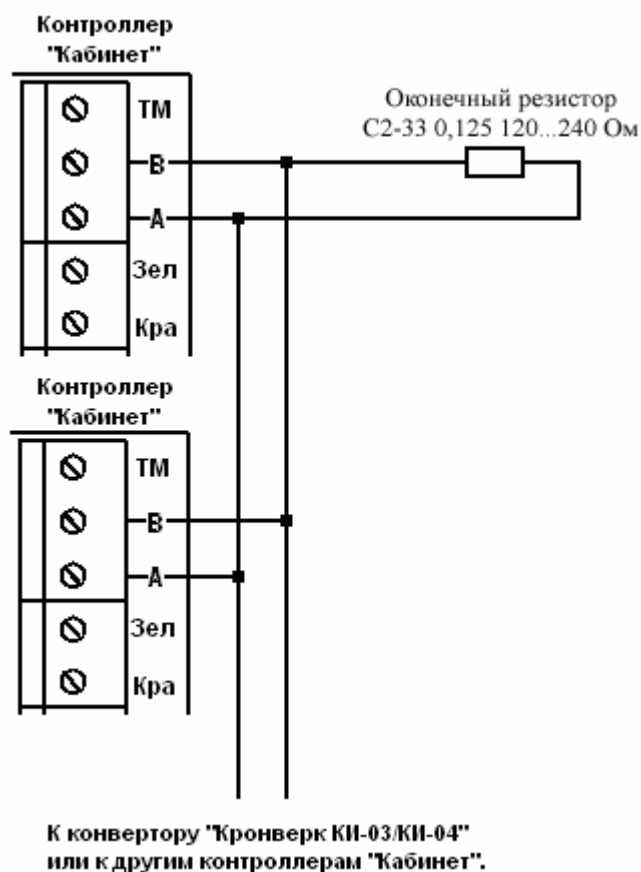 Контроллер
"Кабинет"
Оконечный резистор
С2-33 0,125 120...240 Ом
ТМ
В
А
Зел
Кра
Контроллер
"Кабинет"
ТМ
В
А
Зел
Кра
К конвертору "Кронверк КИ-03/КИ-04"
или к другим контроллерам "Кабинет".